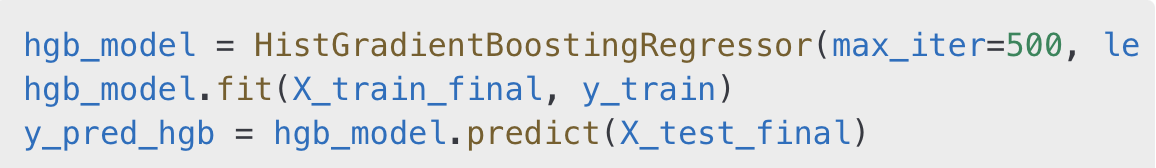 hgb_model = HistGradientBoostingRegressor(max_iter=500, le
hgb_model.fit(X_train_final, y_train)
y_pred_hgb = hgb_model.predict(X_test_final)